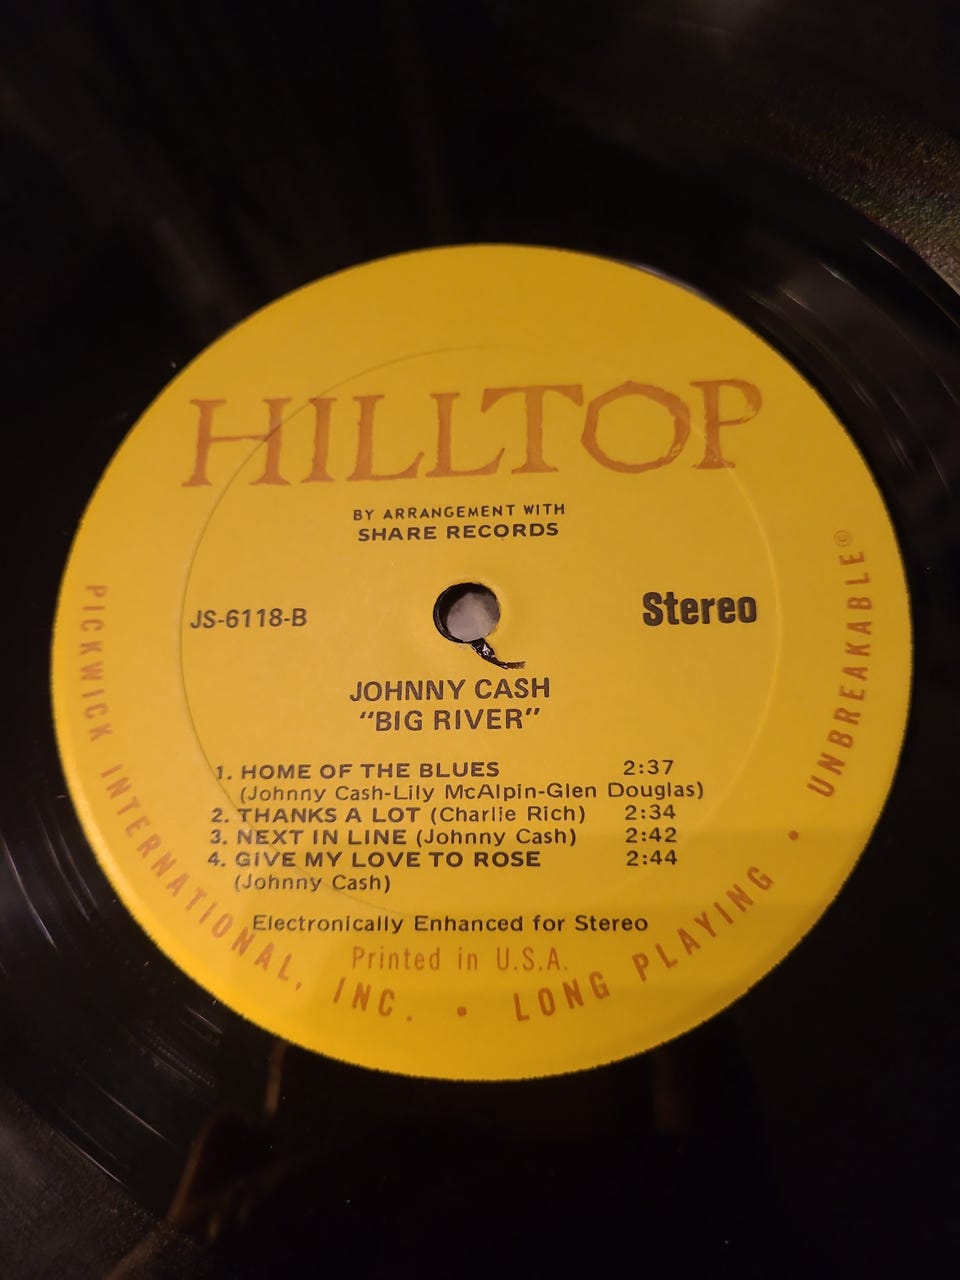 HILLTOP
BY ARRANGEMENT WITH
SHARE RECORDS
JS-6118-B
Stereo
JOHNNY CASH
"BIG RIVER"
1. HOME OF THE BLUES 2:37
(Johnny Cash-Lily McAlpin-Glen Douglas)
2. THANKS A LOT (Charlie Rich) 2:34
3. NEXT IN LINE (Johnny Cash) 2:42
4. GIVE MY LOVE TO ROSE 2:44
(Johnny Cash)
Electronically Enhanced for Stereo
Printed in U.S.A.
PICKWICK INTERNATIONAL, INC. • LONG PLAYING • UNBREAKABLE©